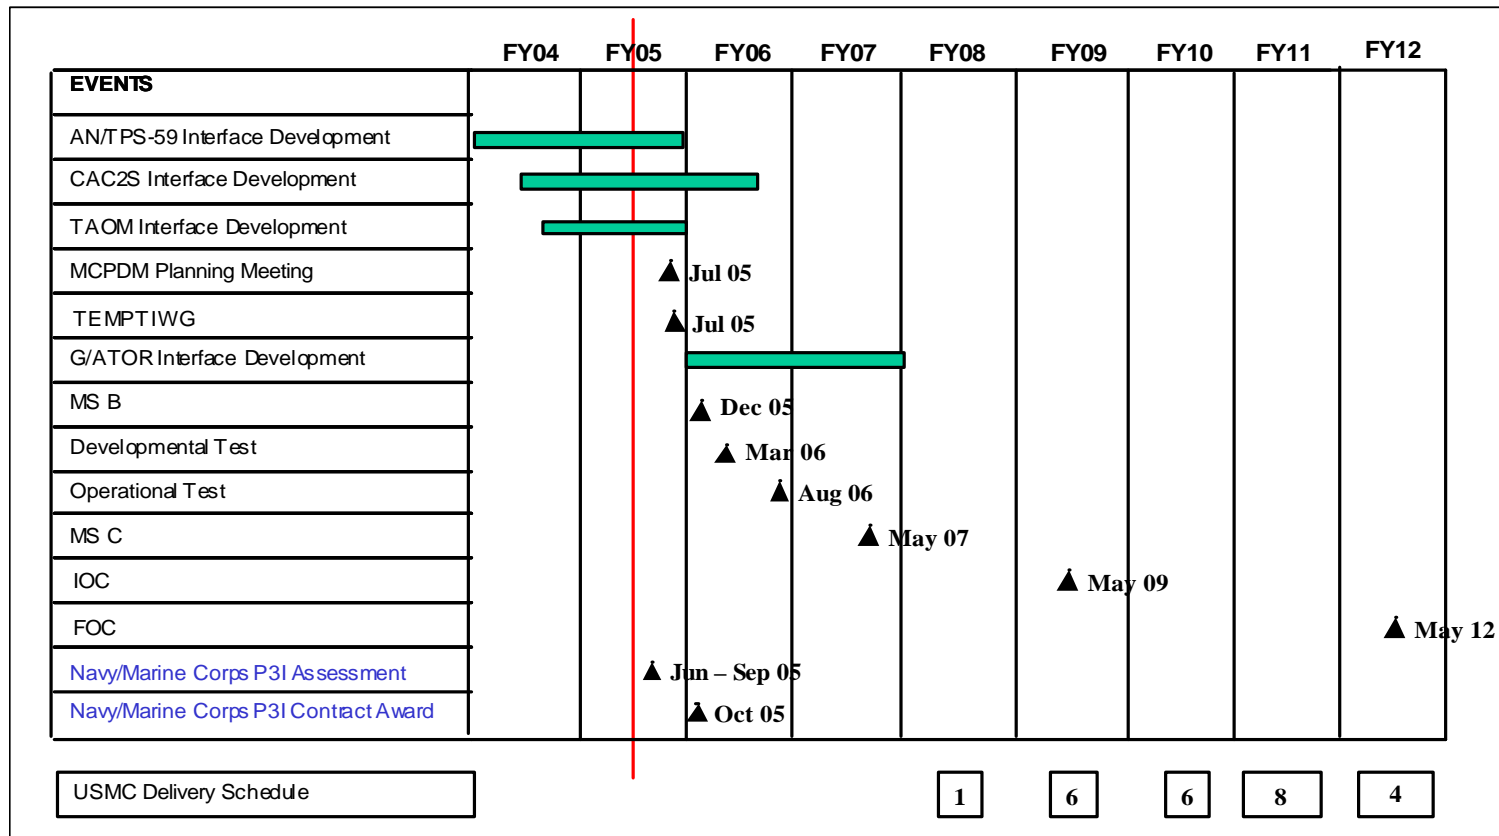 FY04 FY05 FY06 FY07 FY08 FY09 FY10 FY11 FY12
EVENTS
AN/TPS-59 Interface Development
CAC2S Interface Development
TAOM Interface Development
MCPDM Planning Meeting Jul 05
TEMPT IWG Jul 05
G/ATOR Interface Development
MS B Dec 05
Developmental Test Mar 06
Operational Test Aug 06
MS C May 07
IOC May 09
FOC May 12
Navy/Marine Corps P3I Assessment Jun – Sep 05
Navy/Marine Corps P3I Contract Award Oct 05
USMC Delivery Schedule 1 6 6 8 4